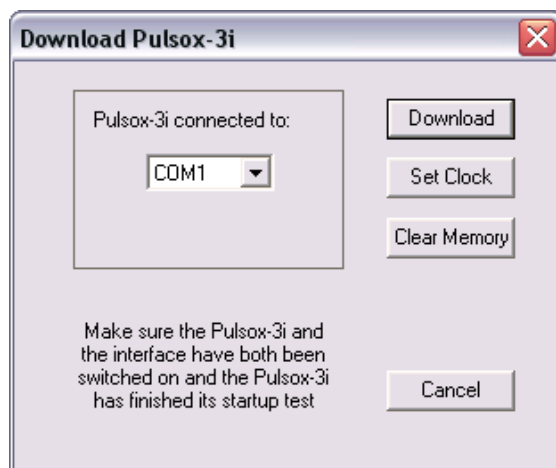 Download Pulsox-3i
Pulsox-3i connected to:
COM1
Download
Set Clock
Clear Memory
Make sure the Pulsox-3i and
the interface have both been
switched on and the Pulsox-3i
has finished its startup test
Cancel